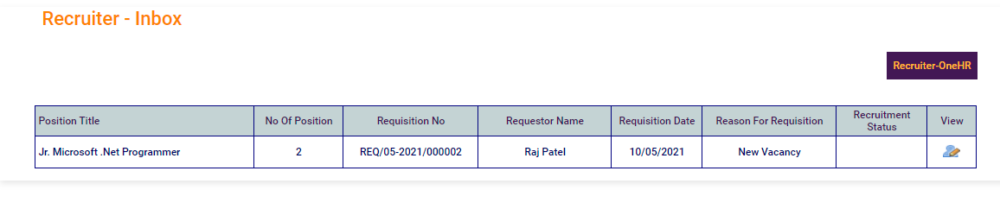 Recruiter - Inbox
Recruiter-OneHR
Position Title No Of Position Requisition No Requestor Name Requisition Date Reason For Requisition Recruitment Status View
Jr. Microsoft .Net Programmer 2 REQ/05-2021/000002 Raj Patel 10/05/2021 New Vacancy